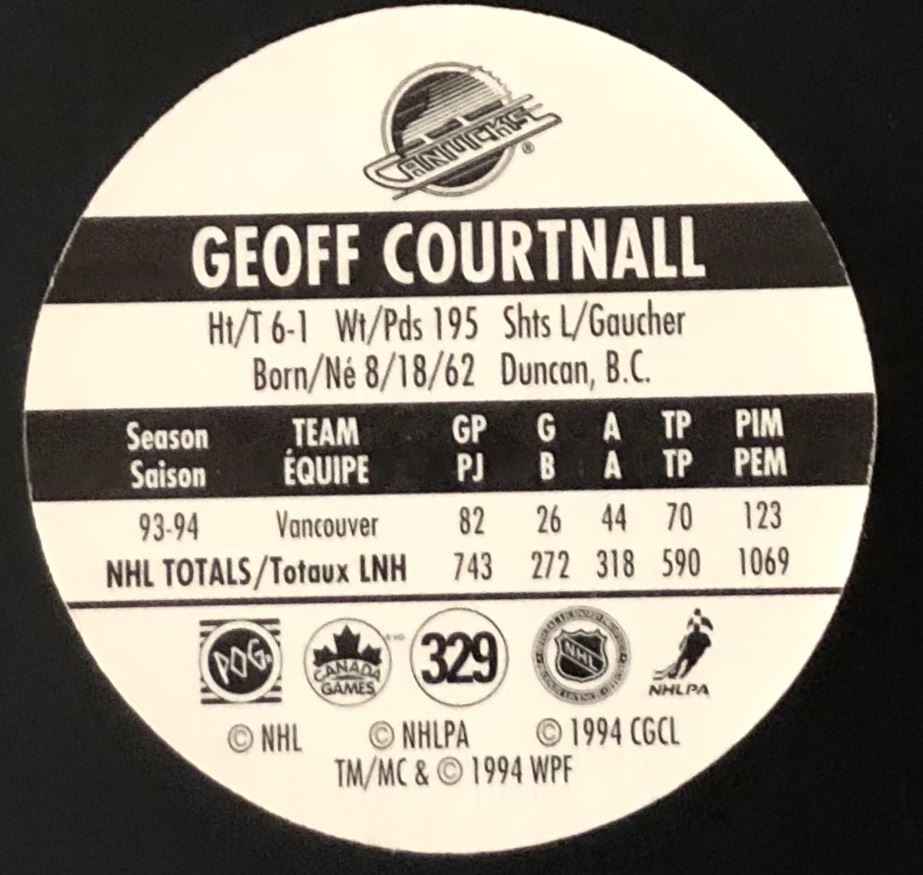 CANUCKS ®
GEOFF COURTNALL
Ht/T 6-1 Wt/Pds 195 Shts L/Gaucher
Born/Né 8/18/62 Duncan, B.C.
Season TEAM GP G A TP PIM
Saison ÉQUIPE PJ B A TP PEM
93-94 Vancouver 82 26 44 70 123
NHL TOTALS/Totaux LNH 743 272 318 590 1069
POG. CANADA GAMES 329 NHL NHLPA
© NHL © NHLPA © 1994 CGCL
TM/MC & © 1994 WPF